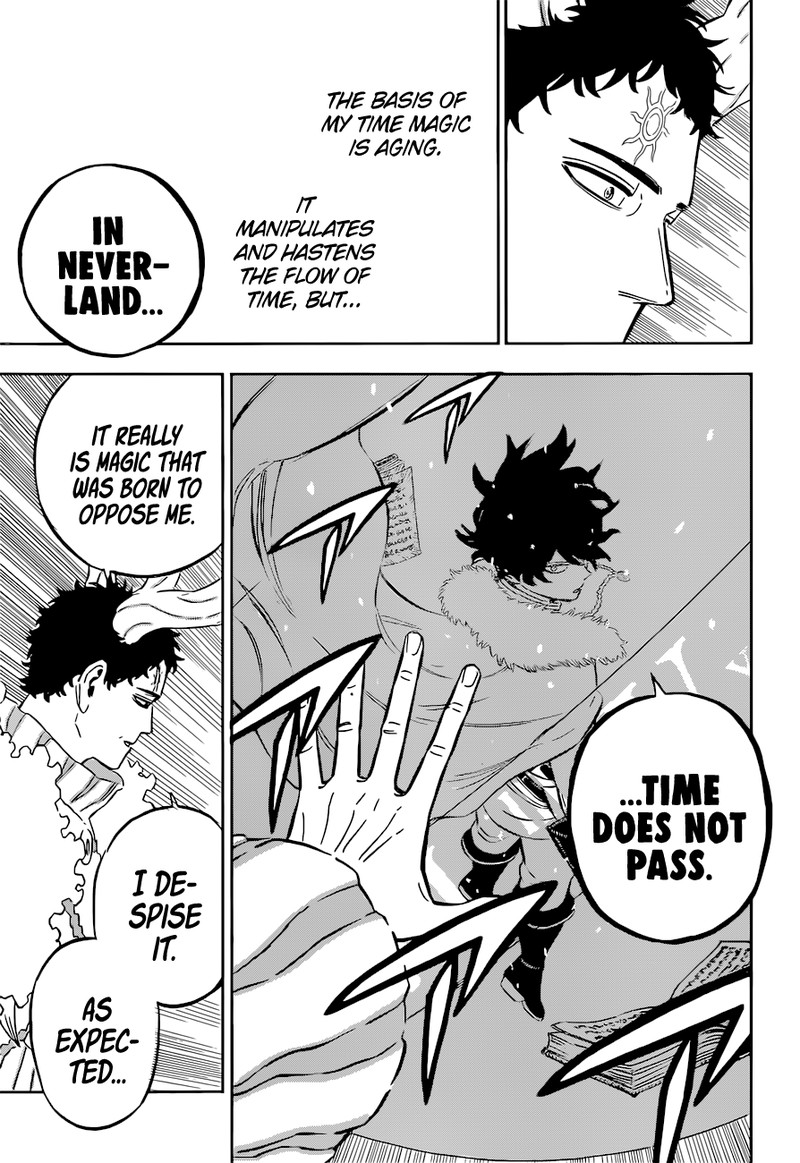 THE BASIS OF
MY TIME MAGIC
IS AGING.
IT
MANIPULATES
AND HASTENS
THE FLOW OF
TIME, BUT...
IN
NEVER-
LAND...
...TIME
DOES NOT
PASS.
IT REALLY
IS MAGIC THAT
WAS BORN TO
OPPOSE ME.
I DE-
SPISE
IT.
AS
EXPEC-
TED...